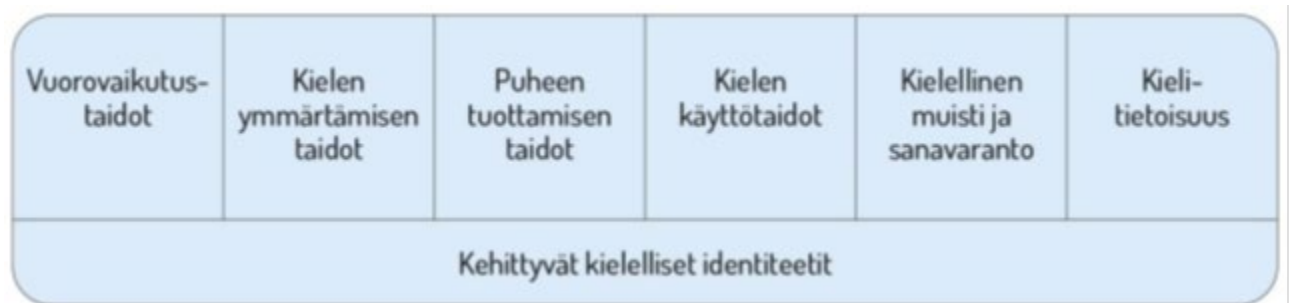 Vuorovaikutus-
taidot
Kielen
ymmärtämisen
taidot
Puheen
tuottamisen
taidot
Kielen
käyttötaidot
Kielellinen
muisti ja
sanavaranto
Kieli-
tietoisuus
Kehittyvät kielelliset identiteetit